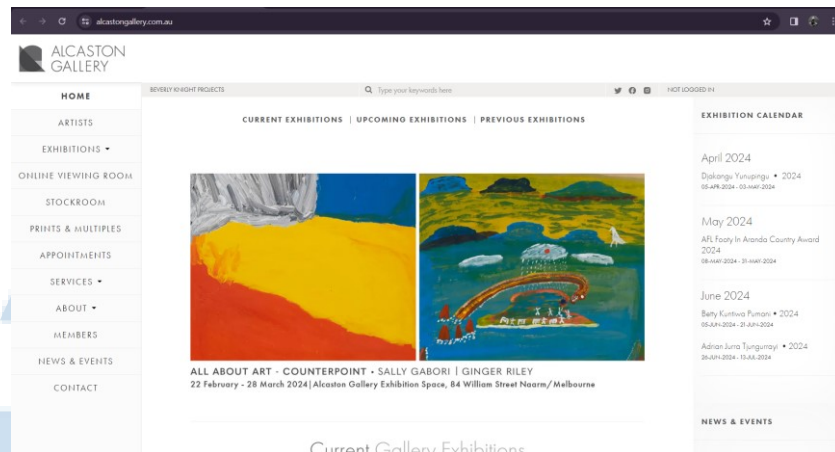 alcastongallery.com.au
ALCASTON
GALLERY
HOME
ARTISTS
EXHIBITIONS
ONLINE VIEWING ROOM
STOCKROOM
PRINTS & MULTIPLES
APPOINTMENTS
SERVICES
ABOUT
MEMBERS
NEWS & EVENTS
CONTACT
BEVERLY KNIGHT PROJECTS
Type your keywords here
NOT LOGGED IN
CURRENT EXHIBITIONS | UPCOMING EXHIBITIONS | PREVIOUS EXHIBITIONS
ALL ABOUT ART - COUNTERPOINT • SALLY GABORI | GINGER RILEY
22 February - 28 March 2024|Alcaston Gallery Exhibition Space, 84 William Street Naarm/Melbourne
Current Gallery Exhibitions
EXHIBITION CALENDAR
April 2024
Djakangu Yunupingu • 2024
05-APR-2024 - 03-MAY-2024
May 2024
AFL Footy In Aranda Country Award
2024
08-MAY-2024 - 31-MAY-2024
June 2024
Betty Kuntiwa Pumani • 2024
05-JUN-2024 - 21-JUN-2024
Adrian Jurra Tjungurrayi • 2024
26-JUN-2024 - 13-JUL-2024
NEWS & EVENTS